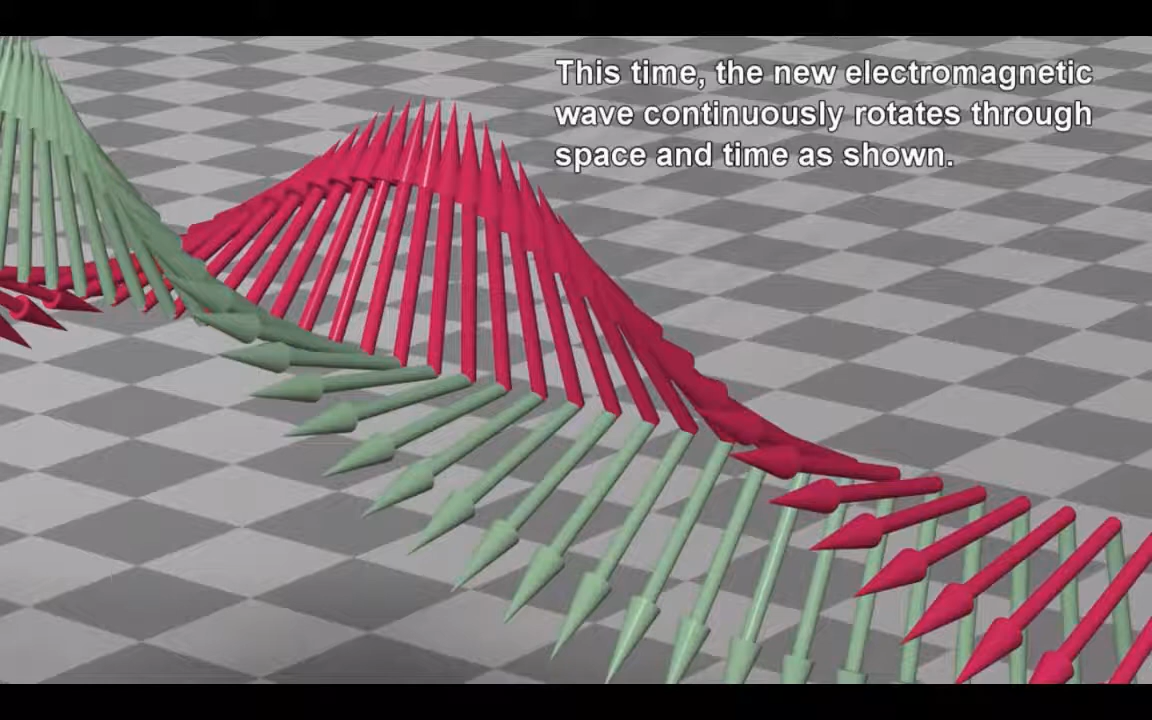 This time, the new electromagnetic
wave continuously rotates through
space and time as shown.